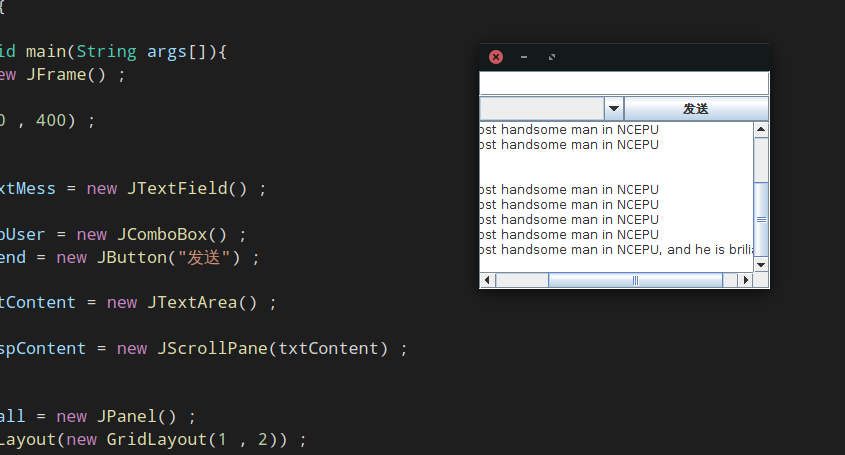 {
id main(String args[]){
ew JFrame() ;
0 , 400) ;
xtMess = new JTextField() ;
bUser = new JComboBox() ;
end = new JButton("发送") ;
tContent = new JTextArea() ;
spContent = new JScrollPane(txtContent) ;
all = new JPanel() ;
Layout(new GridLayout(1 , 2)) ;
发送
ost handsome man in NCEPU
ost handsome man in NCEPU
ost handsome man in NCEPU
ost handsome man in NCEPU
ost handsome man in NCEPU
ost handsome man in NCEPU
ost handsome man in NCEPU, and he is brilia